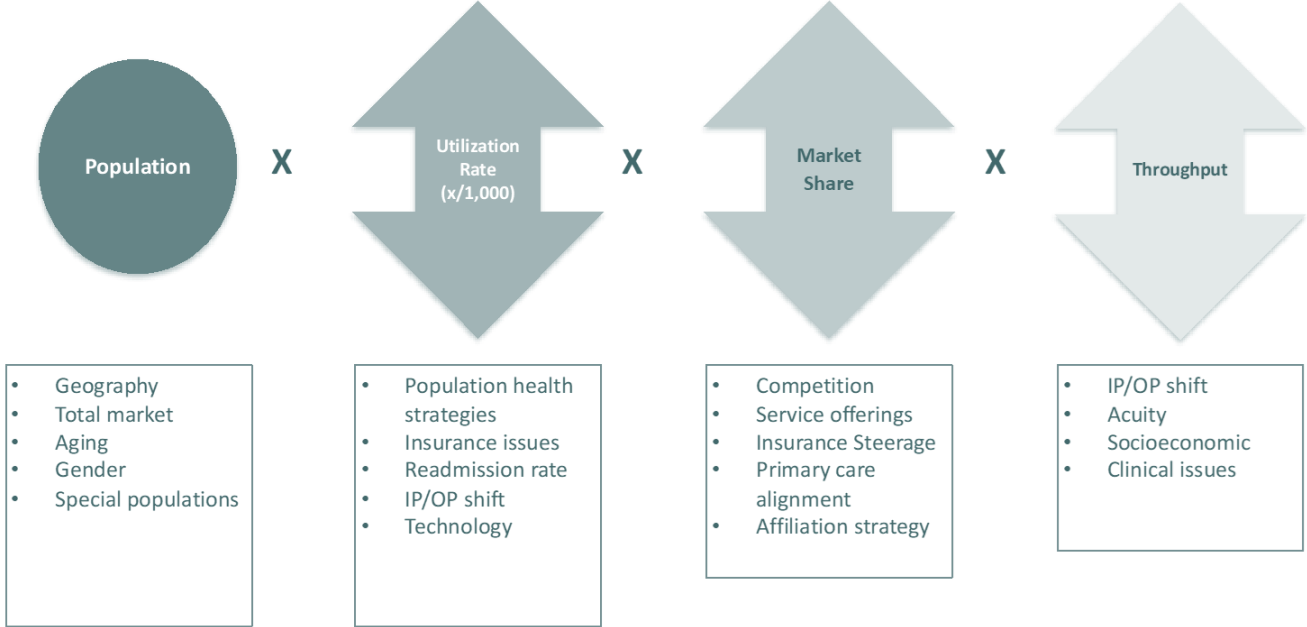 Population
X
Utilization
Rate
(x/1,000)
X
Market
Share
X
Throughput
• Geography
• Total market
• Aging
• Gender
• Special populations
• Population health
strategies
• Insurance issues
• Readmission rate
• IP/OP shift
• Technology
• Competition
• Service offerings
• Insurance Steerage
• Primary care
alignment
• Affiliation strategy
• IP/OP shift
• Acuity
• Socioeconomic
• Clinical issues